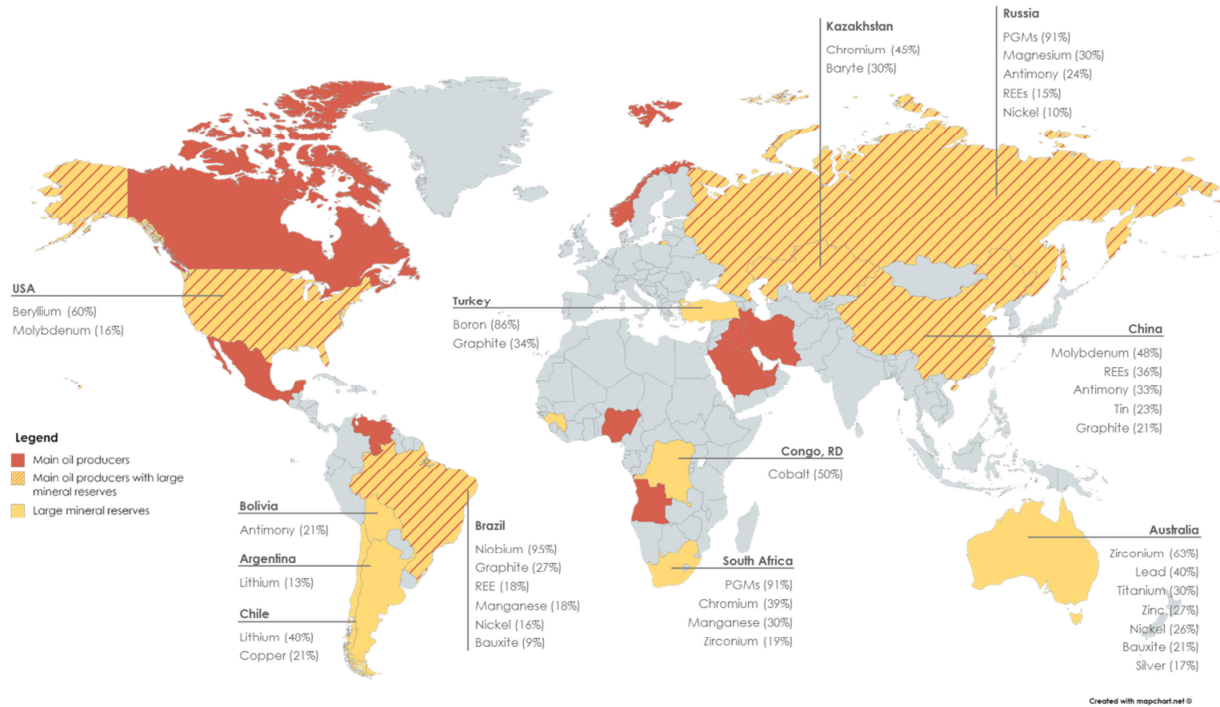 Kazakhstan
Chromium (45%)
Baryte (30%)
Russia
PGMs (91%)
Magnesium (30%)
Antimony (24%)
REEs (15%)
Nickel (10%)
USA
Beryllium (60%)
Molybdenum (16%)
Turkey
Boron (86%)
Graphite (34%)
China
Molybdenum (48%)
REEs (36%)
Antimony (33%)
Tin (23%)
Graphite (21%)
Legend
Main oil producers
Main oil producers with large
mineral reserves
Large mineral reserves
Congo, RD
Cobalt (50%)
Bolivia
Antimony (21%)
Argentina
Lithium (13%)
Chile
Lithium (48%)
Copper (21%)
Brazil
Niobium (95%)
Graphite (27%)
REE (18%)
Manganese (18%)
Nickel (16%)
Bauxite (9%)
South Africa
PGMs (91%)
Chromium (39%)
Manganese (30%)
Zirconium (19%)
Australia
Zirconium (63%)
Lead (40%)
Titanium (30%)
Zinc (27%)
Nickel (26%)
Bauxite (21%)
Silver (17%)
Created with mapchart.net ©